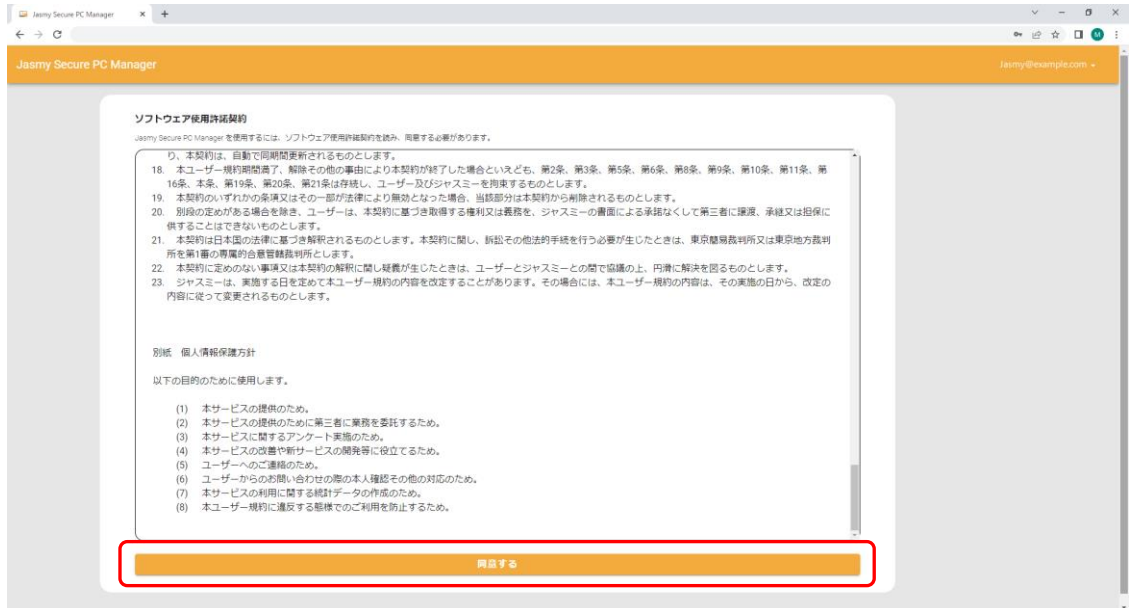 Jasmy Secure PC Manager
Jasmy Secure PC Manager
Jasmy@example.com
ソフトウェア使用許諾契約
Jasmy Secure PC Manager を使用するには、ソフトウェア使用許諾契約を読み、同意する必要があります。
り、本契約は、自動で同期間更新されるものとします。
18. 本ユーザー規約期間満了、解除その他の事由により本契約が終了した場合といえども、第2条、第3条、第5条、第6条、第8条、第9条、第10条、第11条、第
16条、本条、第19条、第20条、第21条は存続し、ユーザー及びジャスミーを拘束するものとします。
19. 本契約のいずれかの条項又はその一部が法律により無効となった場合、当該部分は本契約から削除されるものとします。
20. 別段の定めがある場合を除き、ユーザーは、本契約に基づき取得する権利又は義務を、ジャスミーの書面による承諾なくして第三者に譲渡、承継又は担保に
供することはできないものとします。
21. 本契約は日本国の法律に基づき解釈されるものとします。本契約に関し、訴訟その他法的手続を行う必要が生じたときは、東京簡易裁判所又は東京地方裁判
所を第1審の専属的合意管轄裁判所とします。
22. 本契約に定めのない事項又は本契約の解釈に関し疑義が生じたときは、ユーザーとジャスミーとの間で協議の上、円滑に解決を図るものとします。
23. ジャスミーは、実施する日を定めて本ユーザー規約の内容を改定することがあります。その場合には、本ユーザー規約の内容は、その実施の日から、改定の
内容に従って変更されるものとします。
別紙 個人情報保護方針
以下の目的のために使用します。
(1) 本サービスの提供のため。
(2) 本サービスの提供のために第三者に業務を委託するため。
(3) 本サービスに関するアンケート実施のため。
(4) 本サービスの改善や新サービスの開発等に役立てるため。
(5) ユーザーへのご連絡のため。
(6) ユーザーからのお問い合わせの際の本人確認その他の対応のため。
(7) 本サービスの利用に関する統計データの作成のため。
(8) 本ユーザー規約に違反する態様でのご利用を防止するため。
同意する